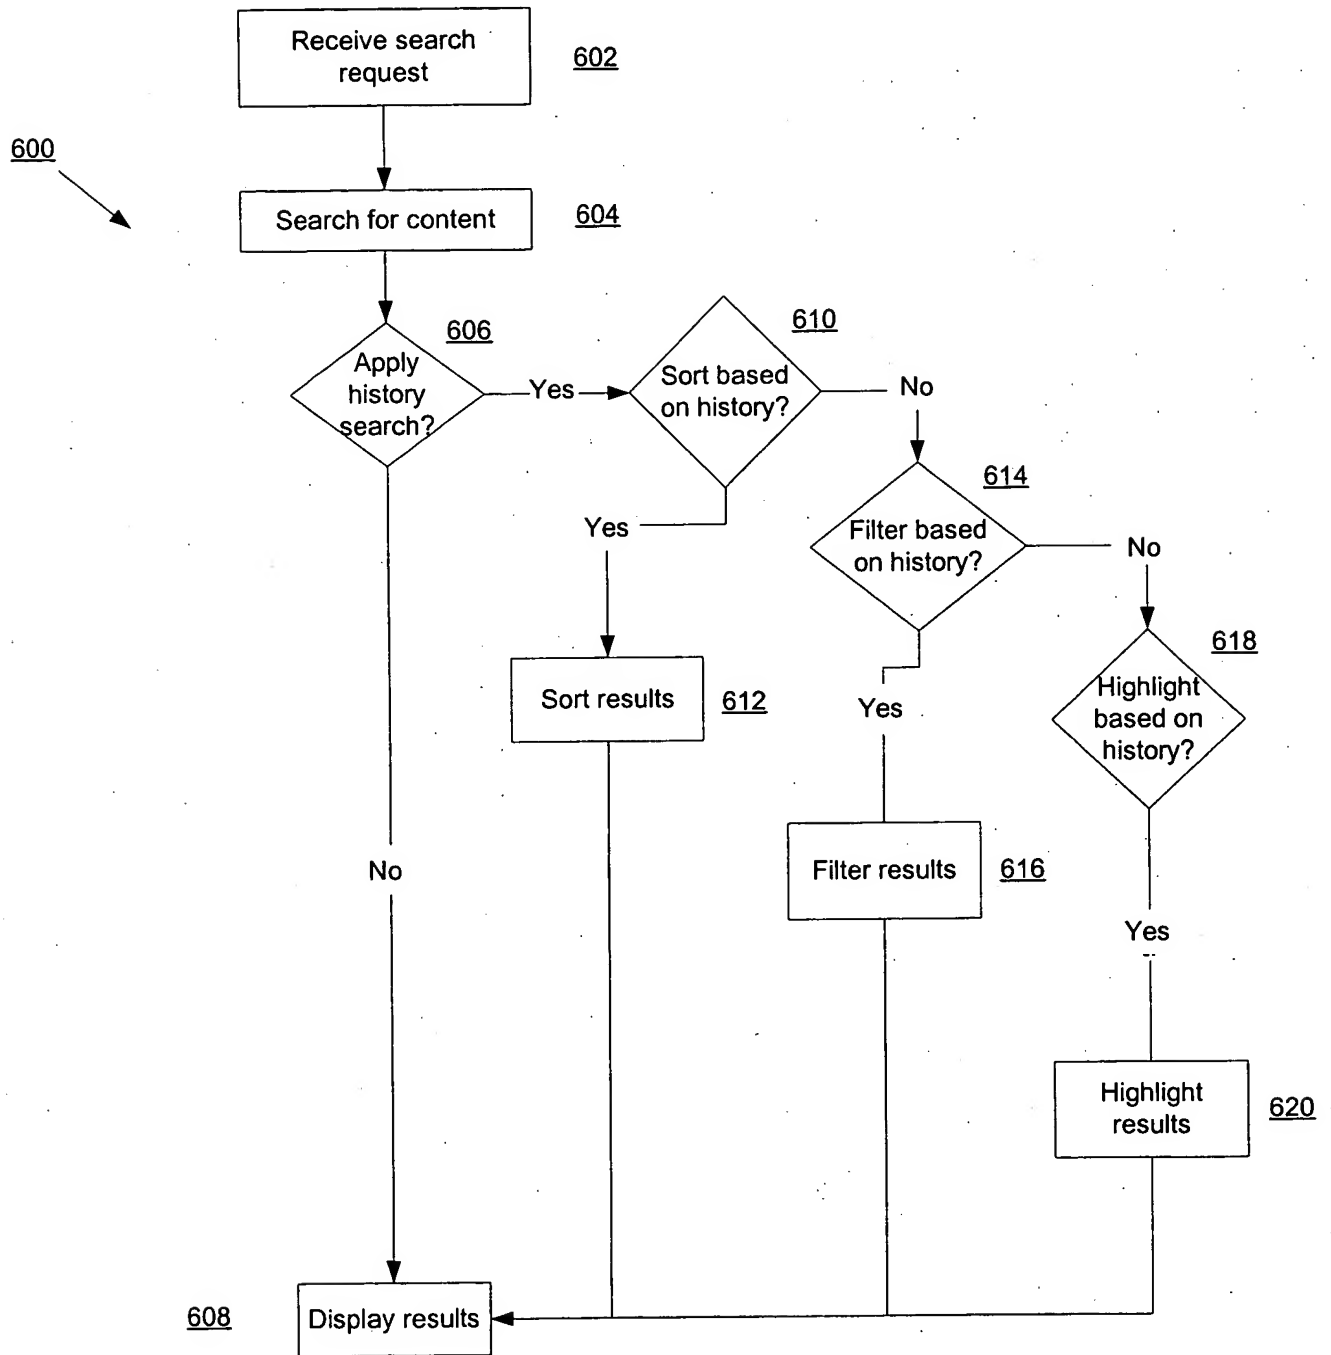 Receive search
request
602
600
Search for content
604
606
Apply
history
search?
Yes
610
Sort based
on history?
No
614
Filter based
on history?
No
Yes
618
Highlight
based on
history?
Sort results
612
Yes
Filter results
616
No
Yes
Highlight
results
620
608
Display results